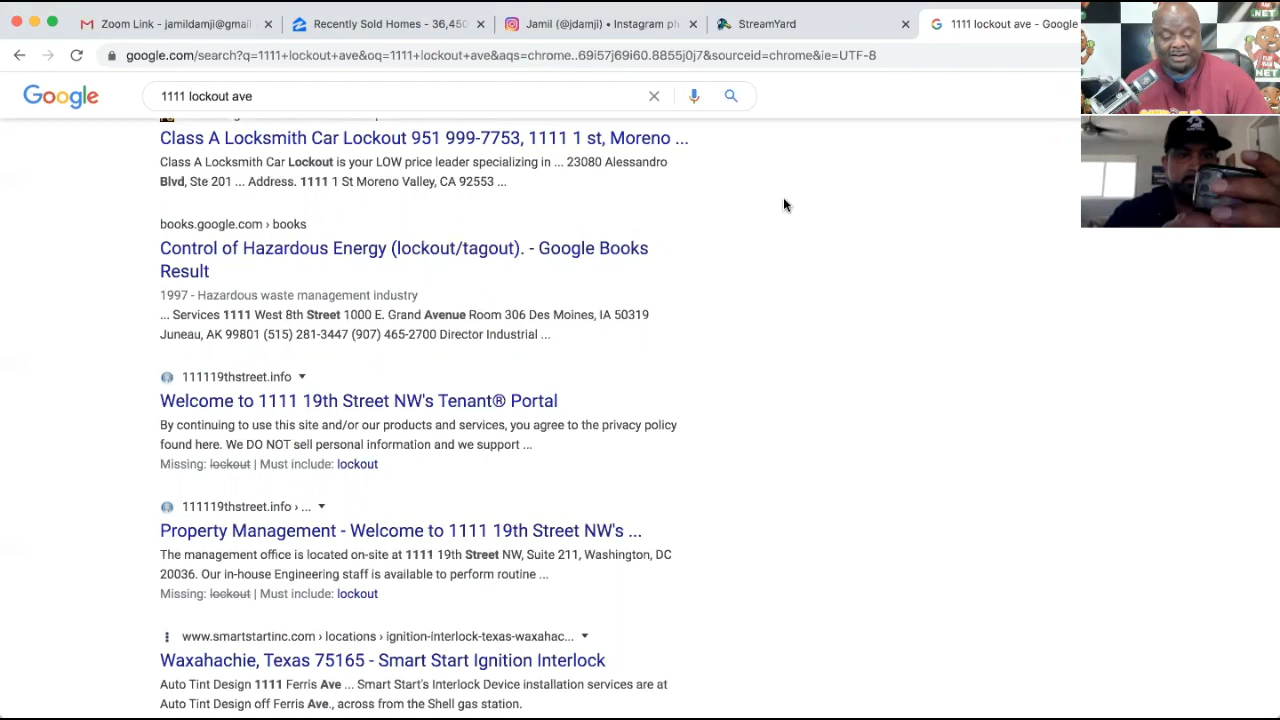 Zoom Link - jamildamji@gmail
Recently Sold Homes - 36,450
Jamil (@jdamji) • Instagram ph
StreamYard
1111 lockout ave - Google
google.com/search?q=1111+lockout+ave&oq=1111+lockout+ave&aqs=chrome..69i57j69i60.8855j0j7&sourceid=chrome&ie=UTF-8
Google
1111 lockout ave
Class A Locksmith Car Lockout 951 999-7753, 1111 1 st, Moreno ...
Class A Locksmith Car Lockout is your LOW price leader specializing in ... 23080 Alessandro
Blvd, Ste 201 ... Address. 1111 1 St Moreno Valley, CA 92553 ...
books.google.com › books
Control of Hazardous Energy (lockout/tagout). - Google Books
Result
1997 - Hazardous waste management industry
... Services 1111 West 8th Street 1000 E. Grand Avenue Room 306 Des Moines, IA 50319
Juneau, AK 99801 (515) 281-3447 (907) 465-2700 Director Industrial ...
111119thstreet.info
Welcome to 1111 19th Street NW's Tenant® Portal
By continuing to use this site and/or our products and services, you agree to the privacy policy
found here. We DO NOT sell personal information and we support ...
Missing: lockout | Must include: lockout
111119thstreet.info › ...
Property Management - Welcome to 1111 19th Street NW's ...
The management office is located on-site at 1111 19th Street NW, Suite 211, Washington, DC
20036. Our in-house Engineering staff is available to perform routine ...
Missing: lockout | Must include: lockout
www.smartstartinc.com › locations › ignition-interlock-texas-waxahac...
Waxahachie, Texas 75165 - Smart Start Ignition Interlock
Auto Tint Design 1111 Ferris Ave ... Smart Start's Interlock Device installation services are at
Auto Tint Design off Ferris Ave., across from the Shell gas station.
.NET
NET